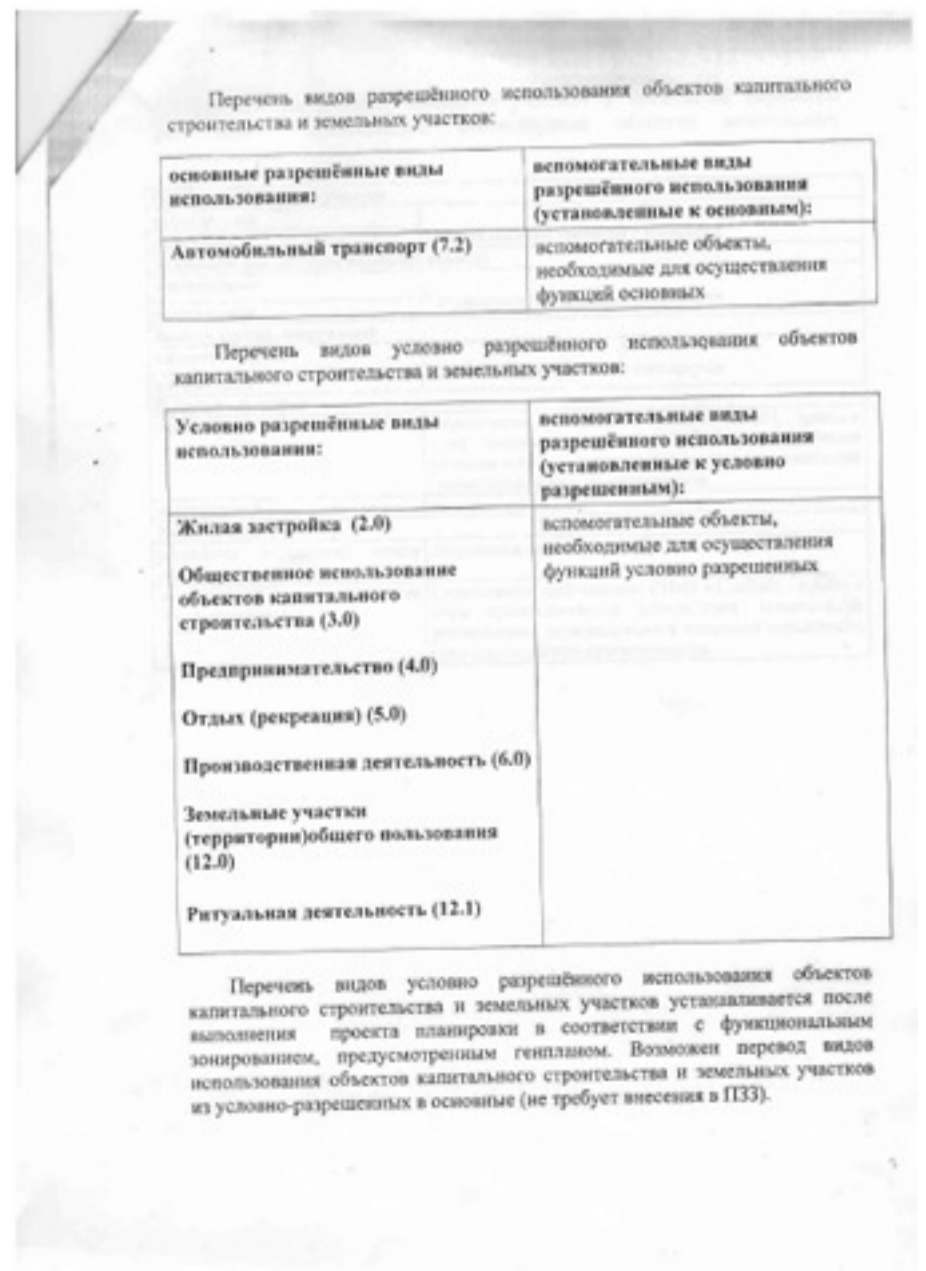 Перечень видов разрешённого использования объектов капитального
строительства и земельных участков:
основные разрешённые виды
использования:
вспомогательные виды
разрешённого использования
(установленные к основным):
Автомобильный транспорт (7.2)
вспомогательные объекты,
необходимые для осуществления
функций основных
Перечень видов условно разрешённого использования объектов
капитального строительства и земельных участков:
Условно разрешённые виды
использования:
вспомогательные виды
разрешённого использования
(установленные к условно
разрешенным):
Жилая застройка (2.0)
Общественное использование
объектов капитального
строительства (3.0)
Предпринимательство (4.0)
Отдых (рекреация) (5.0)
Производственная деятельность (6.0)
Земельные участки
(территории)общего пользования
(12.0)
Ритуальная деятельность (12.1)
вспомогательные объекты,
необходимые для осуществления
функций условно разрешенных
Перечень видов условно разрешённого использования объектов
капитального строительства и земельных участков устанавливается после
выполнения проекта планировки в соответствии с функциональным
зонированием, предусмотренным генпланом. Возможен перевод видов
использования объектов капитального строительства и земельных участков
из условно-разрешенных в основные (не требует внесения в ПЗЗ).